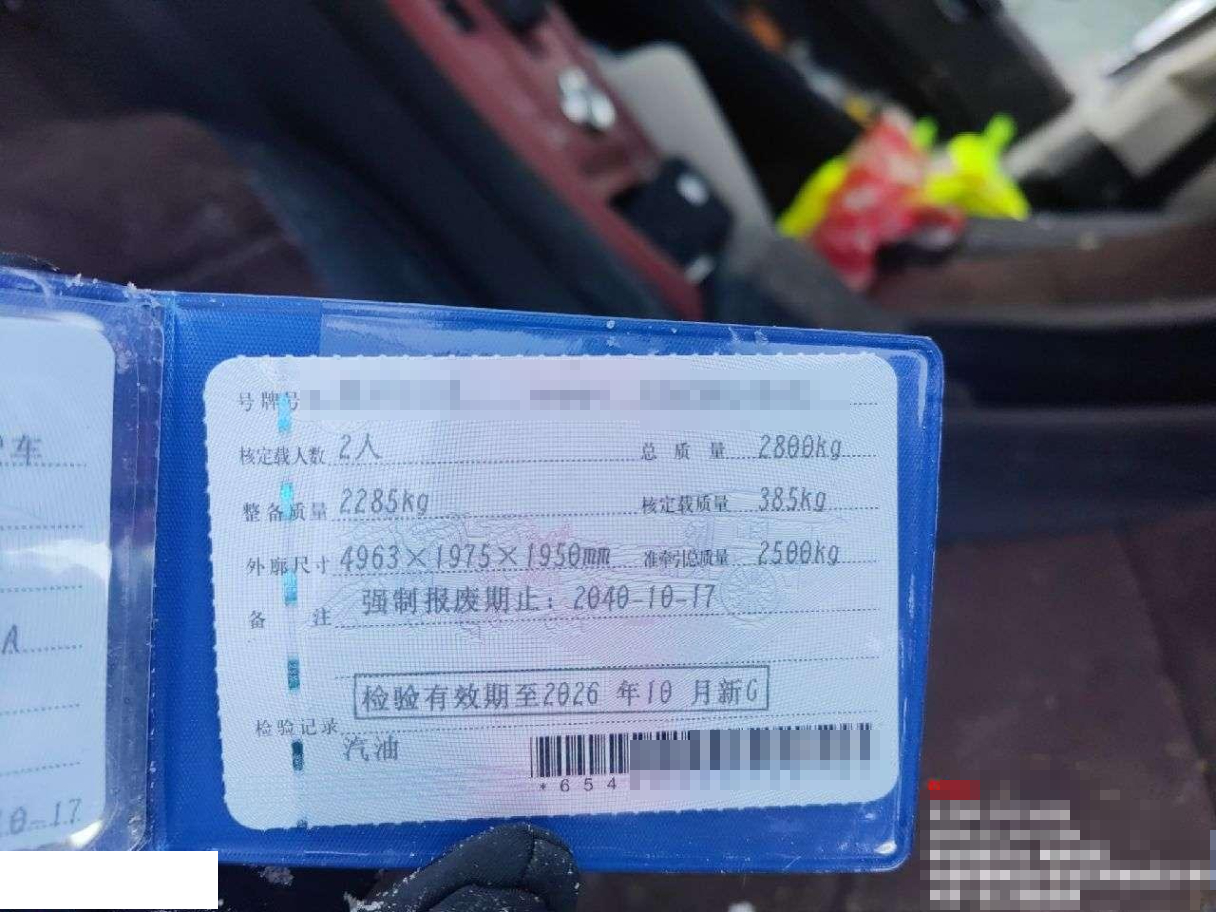 号牌号
核定载人数 2人 总质量 2800kg
整备质量 2285kg 核定载质量 385kg
外廓尺寸 4963×1975×1950mm 准牵引总质量 2500kg
备注 强制报废期止：2040-10-17
检验有效期至2026 年10 月新G
检验记录
汽油
*654
车
A
10-17